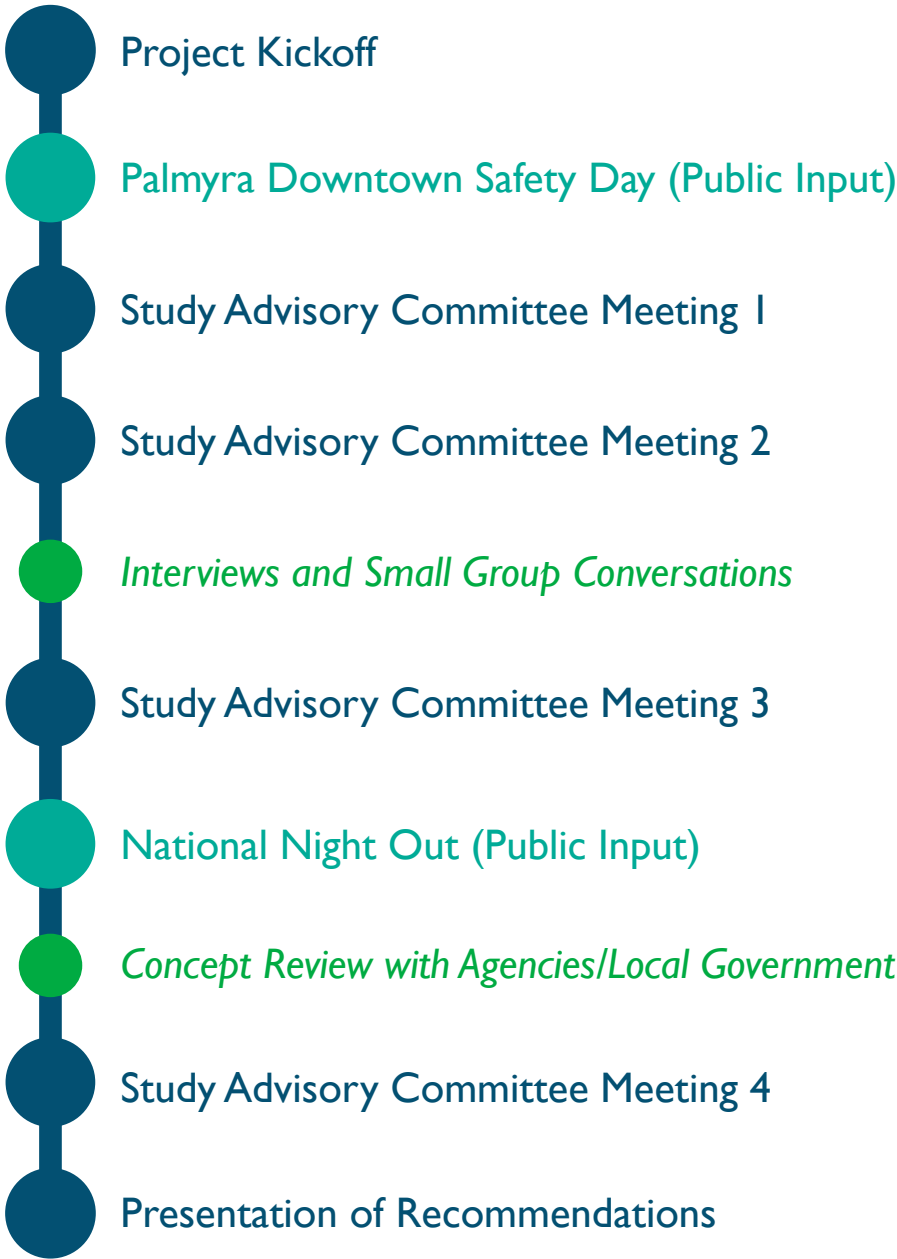 Project Kickoff
Palmyra Downtown Safety Day (Public Input)
Study Advisory Committee Meeting 1
Study Advisory Committee Meeting 2
Interviews and Small Group Conversations
Study Advisory Committee Meeting 3
National Night Out (Public Input)
Concept Review with Agencies/Local Government
Study Advisory Committee Meeting 4
Presentation of Recommendations